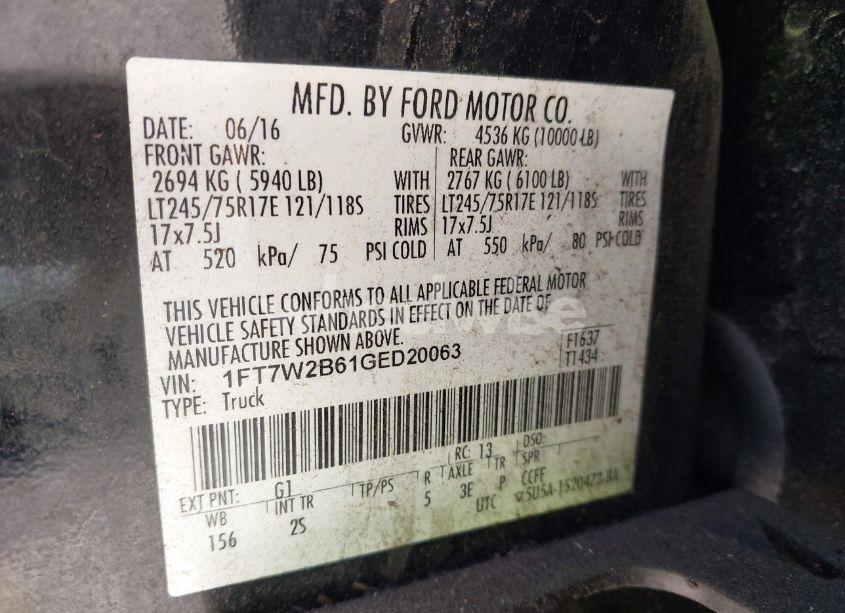 MFD. BY FORD MOTOR CO.
DATE: 06/16 GVWR: 4536 KG (10000 LB)
FRONT GAWR: REAR GAWR:
2694 KG ( 5940 LB) WITH 2767 KG ( 6100 LB) WITH
LT245/75R17E 121/118S TIRES LT245/75R17E 121/118S TIRES
17x7.5J RIMS 17x7.5J RIMS
AT 520 kPa/ 75 PSI COLD AT 550 kPa/ 80 PSI COLD
THIS VEHICLE CONFORMS TO ALL APPLICABLE FEDERAL MOTOR
VEHICLE SAFETY STANDARDS IN EFFECT ON THE DATE OF
MANUFACTURE SHOWN ABOVE.
VIN: 1FT7W2B61GED20063 F1637
TYPE: Truck T1434
RC: 13 DSO:
EXT PNT: G1 TP/PS R AXLE TR SPR
WB INT TR 5 3E P CCFF
156 2S UTC